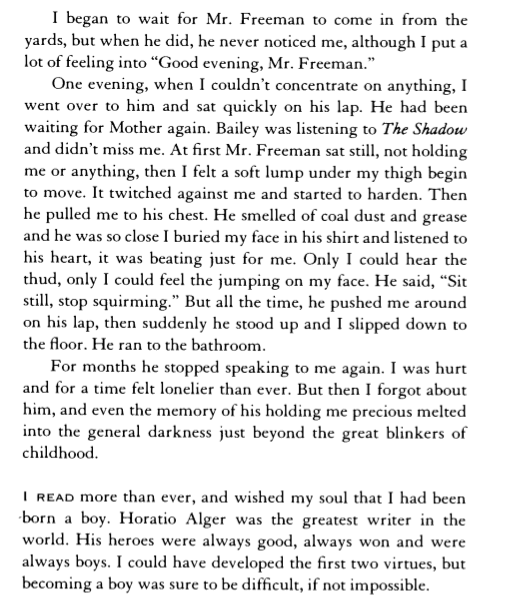 I began to wait for Mr. Freeman to come in from the
yards, but when he did, he never noticed me, although I put a
lot of feeling into “Good evening, Mr. Freeman.”
One evening, when I couldn’t concentrate on anything, I
went over to him and sat quickly on his lap. He had been
waiting for Mother again. Bailey was listening to The Shadow
and didn’t miss me. At first Mr. Freeman sat still, not holding
me or anything, then I felt a soft lump under my thigh begin
to move. It twitched against me and started to harden. Then
he pulled me to his chest. He smelled of coal dust and grease
and he was so close I buried my face in his shirt and listened to
his heart, it was beating just for me. Only I could hear the
thud, only I could feel the jumping on my face. He said, “Sit
still, stop squirming.” But all the time, he pushed me around
on his lap, then suddenly he stood up and I slipped down to
the floor. He ran to the bathroom.
For months he stopped speaking to me again. I was hurt
and for a time felt lonelier than ever. But then I forgot about
him, and even the memory of his holding me precious melted
into the general darkness just beyond the great blinkers of
childhood.
I READ more than ever, and wished my soul that I had been
born a boy. Horatio Alger was the greatest writer in the
world. His heroes were always good, always won and were
always boys. I could have developed the first two virtues, but
becoming a boy was sure to be difficult, if not impossible.